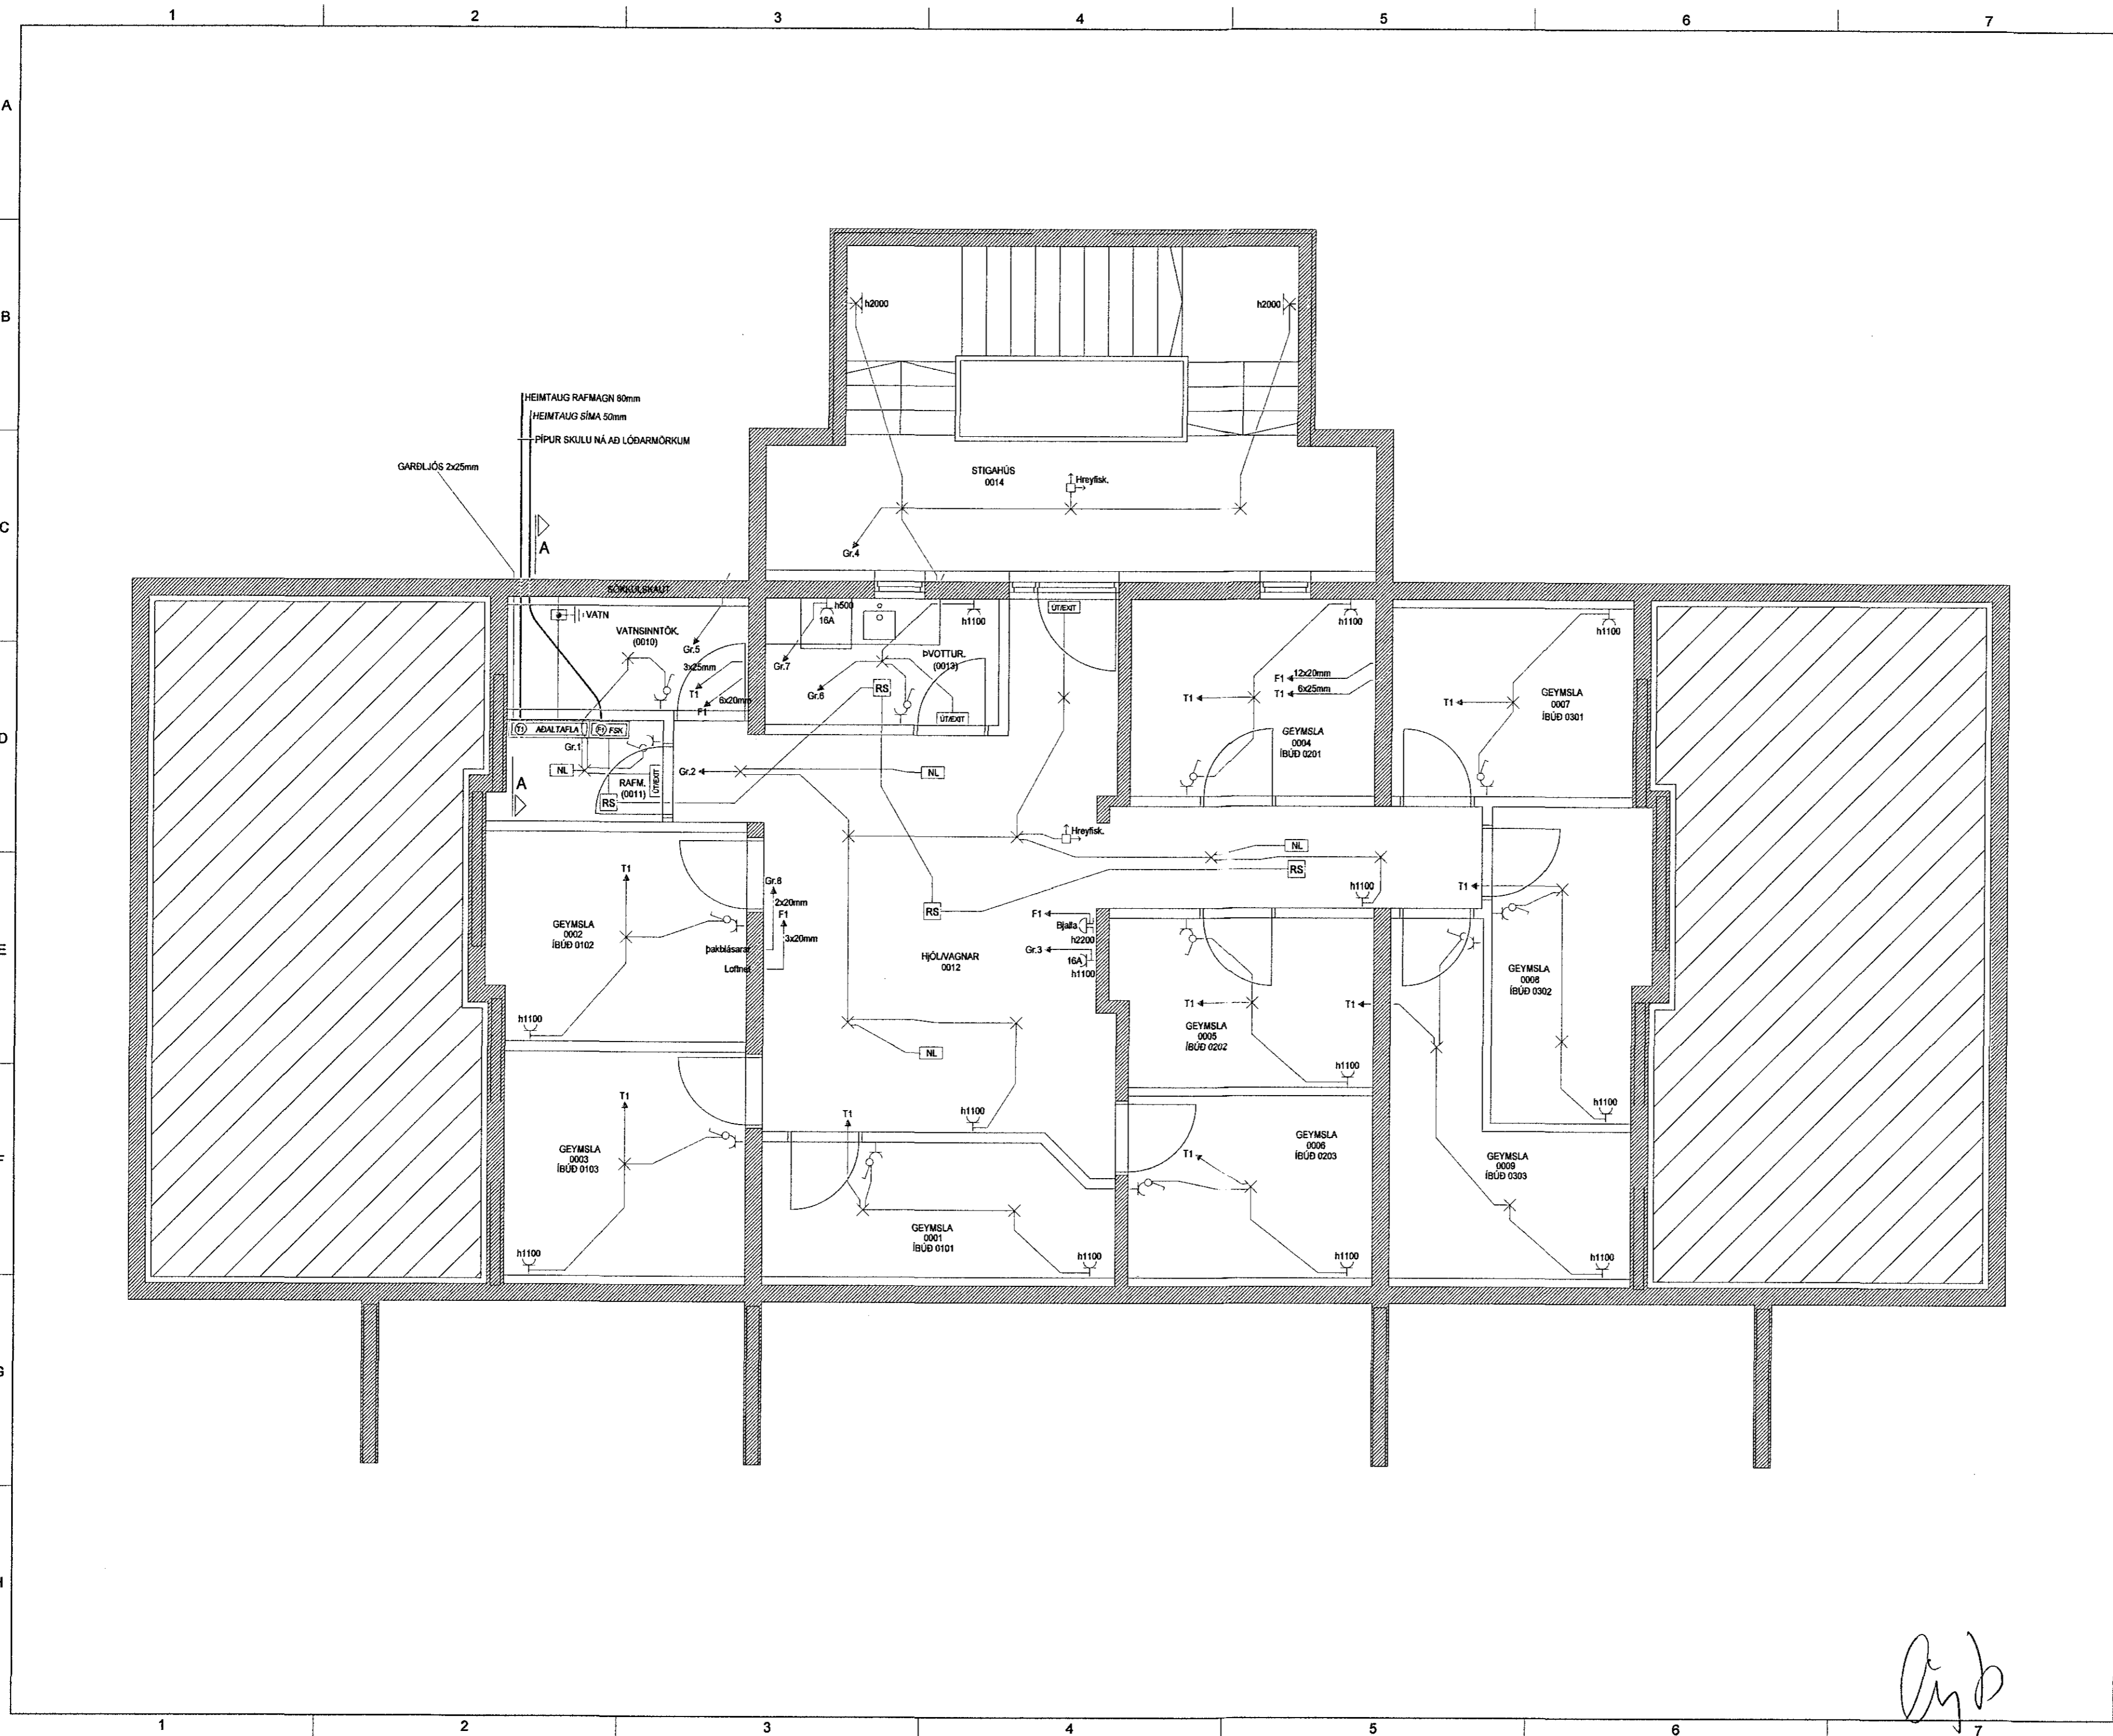 1 2 3 4 5 6 7
A
B
C
D
E
F
G
H
HEIMTAUG RAFMAGN 80mm
HEIMTAUG SÍMA 50mm
PÍPUR SKULU NÁ AÐ LÓÐARMÖRKUM
GARÐLJÓS 2x25mm
A
h2000
h2000
STIGAHÚS
0014
Hreyfisk.
Gr.4
SÖKKULSKAUT
VATN
VATNSINNTÖK.
(0010)
Gr.5
3x25mm
T1
6x20mm
F1
T1 AÐALTAFLA
F1 FSK
Gr.1
NL
RAFM.
(0011)
ÚT/EXIT
RS
A
h500
16A
Gr.7
h1100
ÞVOTTUR.
(0013)
Gr.6
RS
ÚT/EXIT
ÚT/EXIT
Gr.2
NL
Hreyfisk.
NL
RS
h1100
h1100
12x20mm
F1
6x25mm
T1
T1
GEYMSLA
0004
ÍBÚÐ 0201
h1100
T1
GEYMSLA
0007
ÍBÚÐ 0301
T1
GEYMSLA
0002
ÍBÚÐ 0102
h1100
Gr.8
2x20mm
F1
3x20mm
Þakblásarar
Loftnet
RS
HJÓL/VAGNAR
0012
F1
Bjalla
h2200
Gr.3
16A
h1100
NL
h1100
T1
GEYMSLA
0005
ÍBÚÐ 0202
h1100
T1
GEYMSLA
0008
ÍBÚÐ 0302
h1100
T1
T1
GEYMSLA
0003
ÍBÚÐ 0103
h1100
T1
GEYMSLA
0001
ÍBÚÐ 0101
h1100
T1
GEYMSLA
0006
ÍBÚÐ 0203
h1100
GEYMSLA
0009
ÍBÚÐ 0303
h1100
1 2 3 4 5 6 7